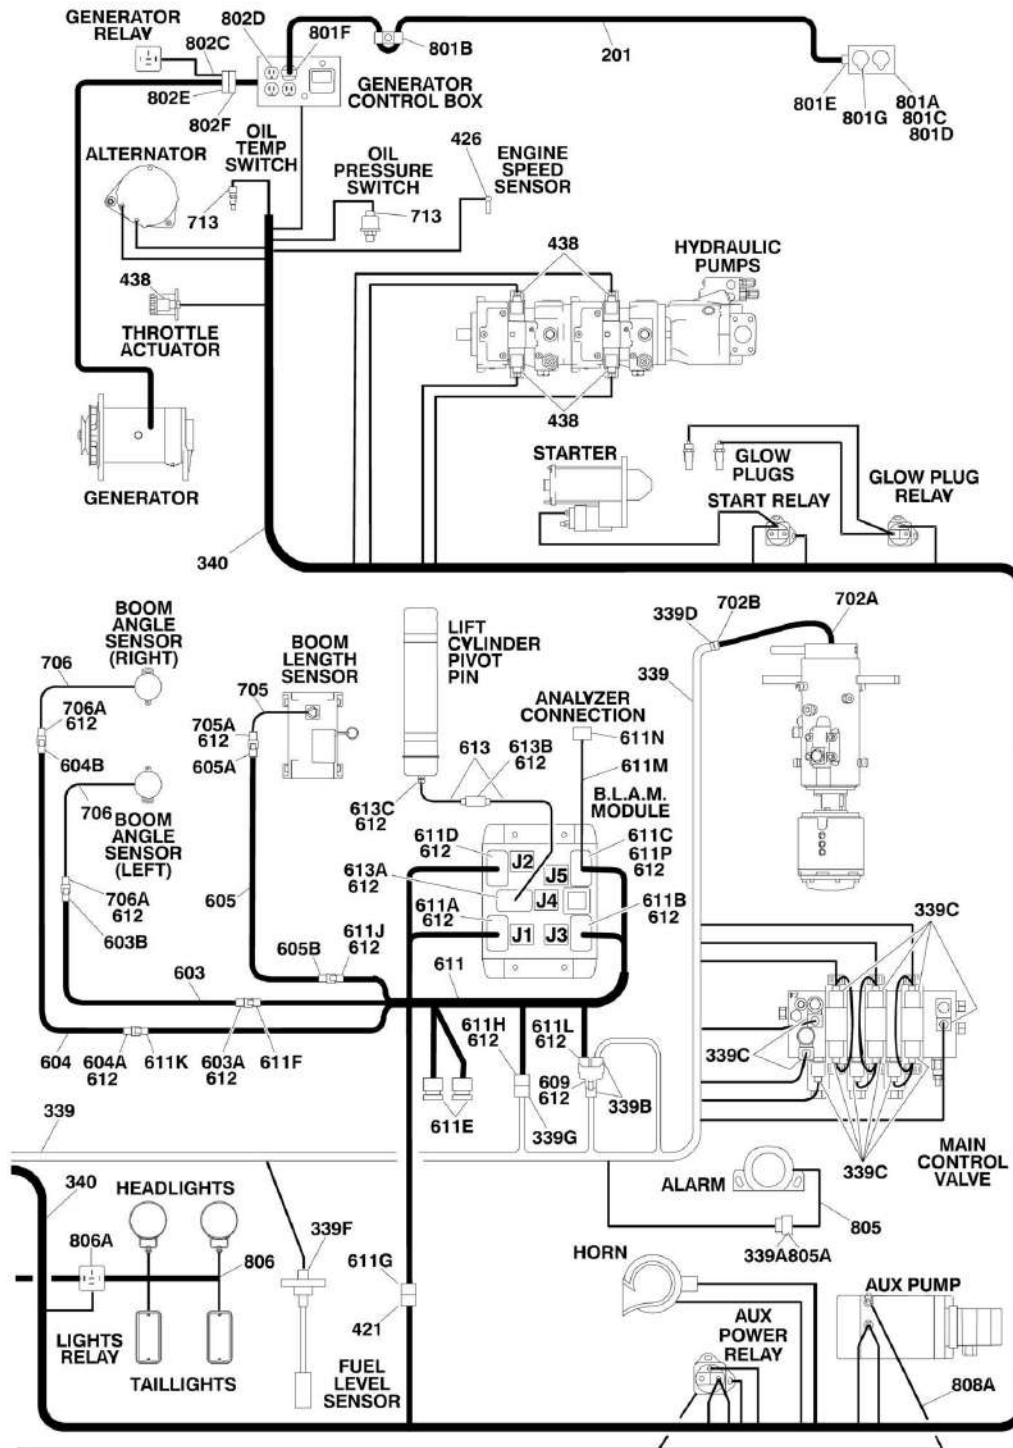 GENERATOR
RELAY
802D
802C
801F
801B
201
802E
802F
GENERATOR
CONTROL BOX
801E
801G
801A
801C
801D
ALTERNATOR
OIL
TEMP
SWITCH
OIL
PRESSURE
SWITCH
426
ENGINE
SPEED
SENSOR
713
713
438
HYDRAULIC
PUMPS
438
THROTTLE
ACTUATOR
438
STARTER
GLOW
PLUGS
GLOW PLUG
RELAY
GENERATOR
START RELAY
340
BOOM
ANGLE
SENSOR
(RIGHT)
706
BOOM
LENGTH
SENSOR
LIFT
CYLINDER
PIVOT
PIN
339D
702B
702A
339
705
706A
612
705A
612
ANALYZER
CONNECTION
611N
604B
605A
613
613B
612
611M
706
BOOM
ANGLE
SENSOR
(LEFT)
613C
612
B.L.A.M.
MODULE
611D
612
611C
611P
612
J2
J5
613A
612
J4
706A
612
605
611A
612
611B
612
603B
J1
J3
339C
605B
611J
612
603
611
604
604A
612
611K
603A
612
611F
611H
612
611L
612
609
612
339B
339C
611E
339G
339
339C
MAIN
CONTROL
VALVE
340
HEADLIGHTS
ALARM
805
806A
339F
339A
805A
806
611G
HORN
AUX PUMP
LIGHTS
RELAY
421
AUX
POWER
RELAY
TAILLIGHTS
FUEL
LEVEL
SENSOR
808A